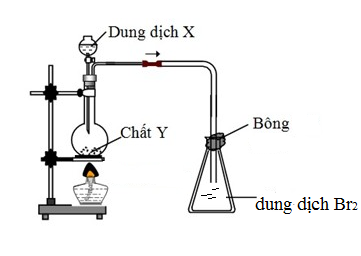 Dung dịch X
Chất Y
Bông
dung dịch Br2